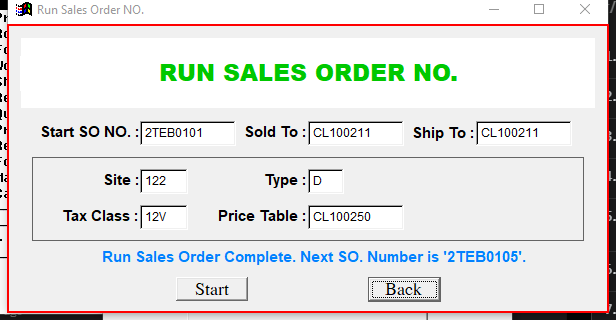 Run Sales Order NO.
RUN SALES ORDER NO.
Start SO NO. : 2TEB0101 Sold To : CL100211 Ship To : CL100211
Site : 122 Type : D
Tax Class : 12V Price Table : CL100250
Run Sales Order Complete. Next SO. Number is '2TEB0105'.
Start Back